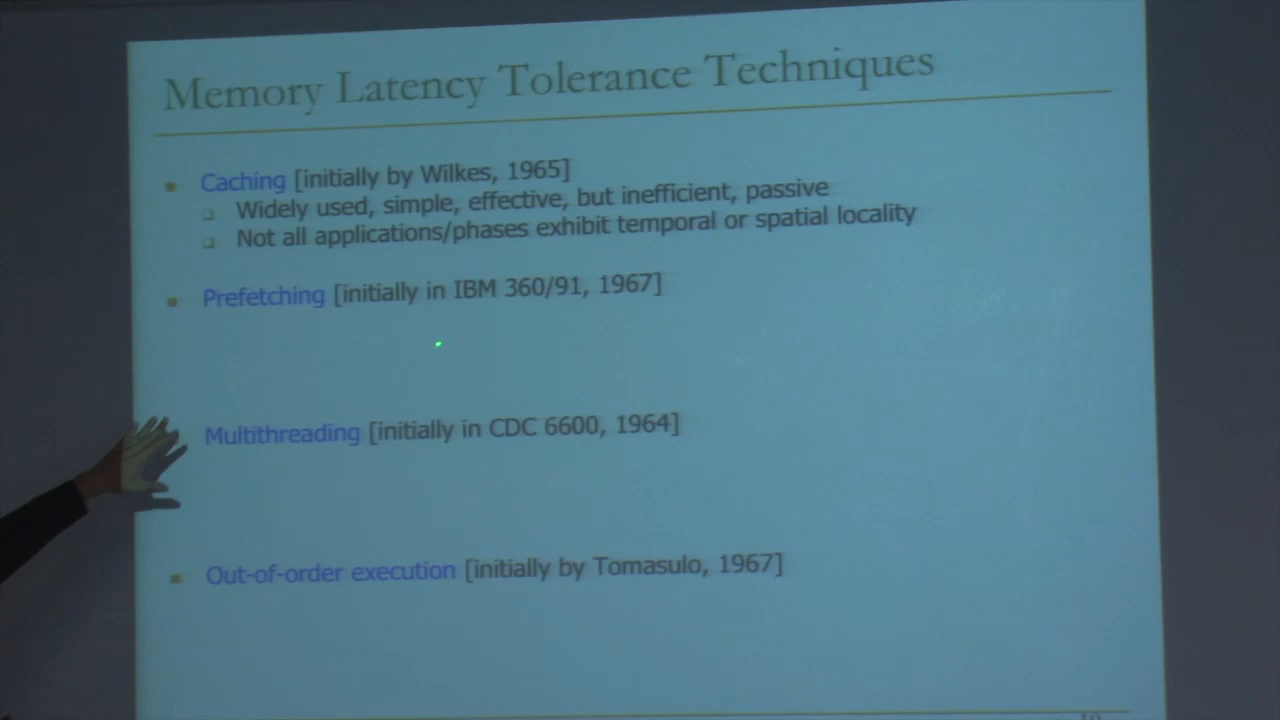 Memory Latency Tolerance Techniques
Caching [initially by Wilkes, 1965]
Widely used, simple, effective, but inefficient, passive
Not all applications/phases exhibit temporal or spatial locality
Prefetching [initially in IBM 360/91, 1967]
Multithreading [initially in CDC 6600, 1964]
Out-of-order execution [initially by Tomasulo, 1967]